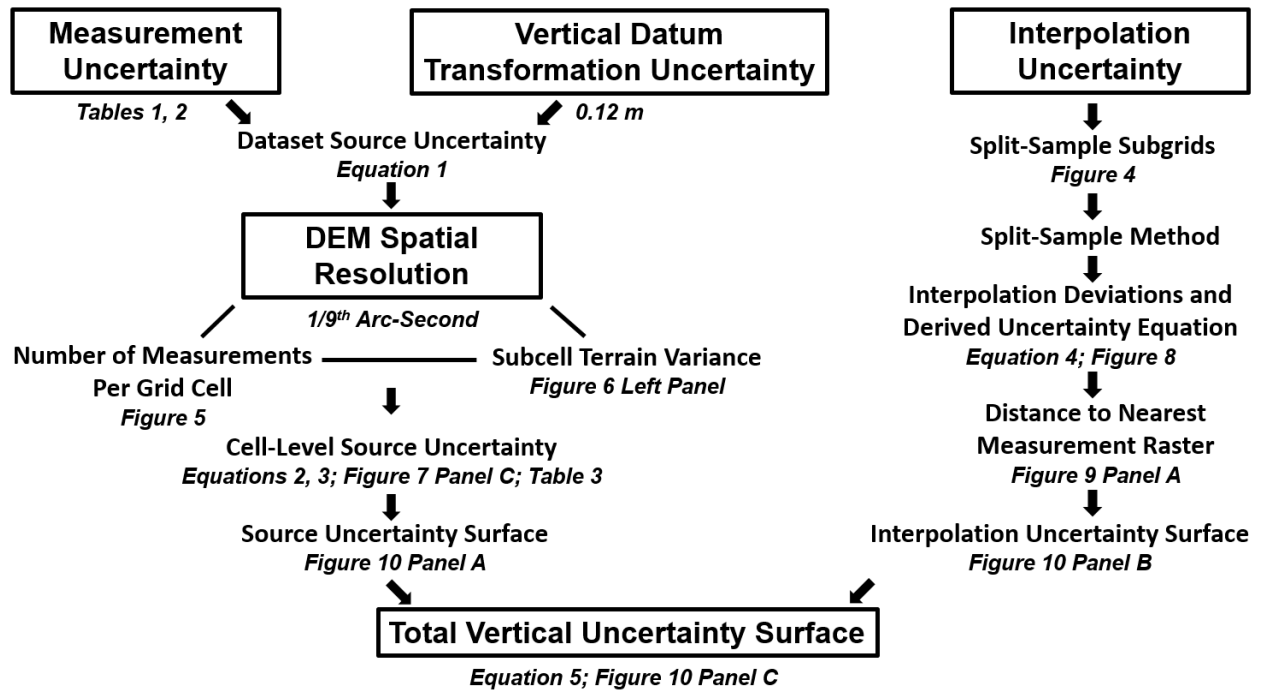 Measurement
Uncertainty
Tables 1, 2
Vertical Datum
Transformation Uncertainty
0.12 m
Dataset Source Uncertainty
Equation 1
DEM Spatial
Resolution
1/9th Arc-Second
Number of Measurements
Per Grid Cell
Figure 5
Subcell Terrain Variance
Figure 6 Left Panel
Cell-Level Source Uncertainty
Equations 2, 3; Figure 7 Panel C; Table 3
Source Uncertainty Surface
Figure 10 Panel A
Interpolation
Uncertainty
Split-Sample Subgrids
Figure 4
Split-Sample Method
Interpolation Deviations and
Derived Uncertainty Equation
Equation 4; Figure 8
Distance to Nearest
Measurement Raster
Figure 9 Panel A
Interpolation Uncertainty Surface
Figure 10 Panel B
Total Vertical Uncertainty Surface
Equation 5; Figure 10 Panel C